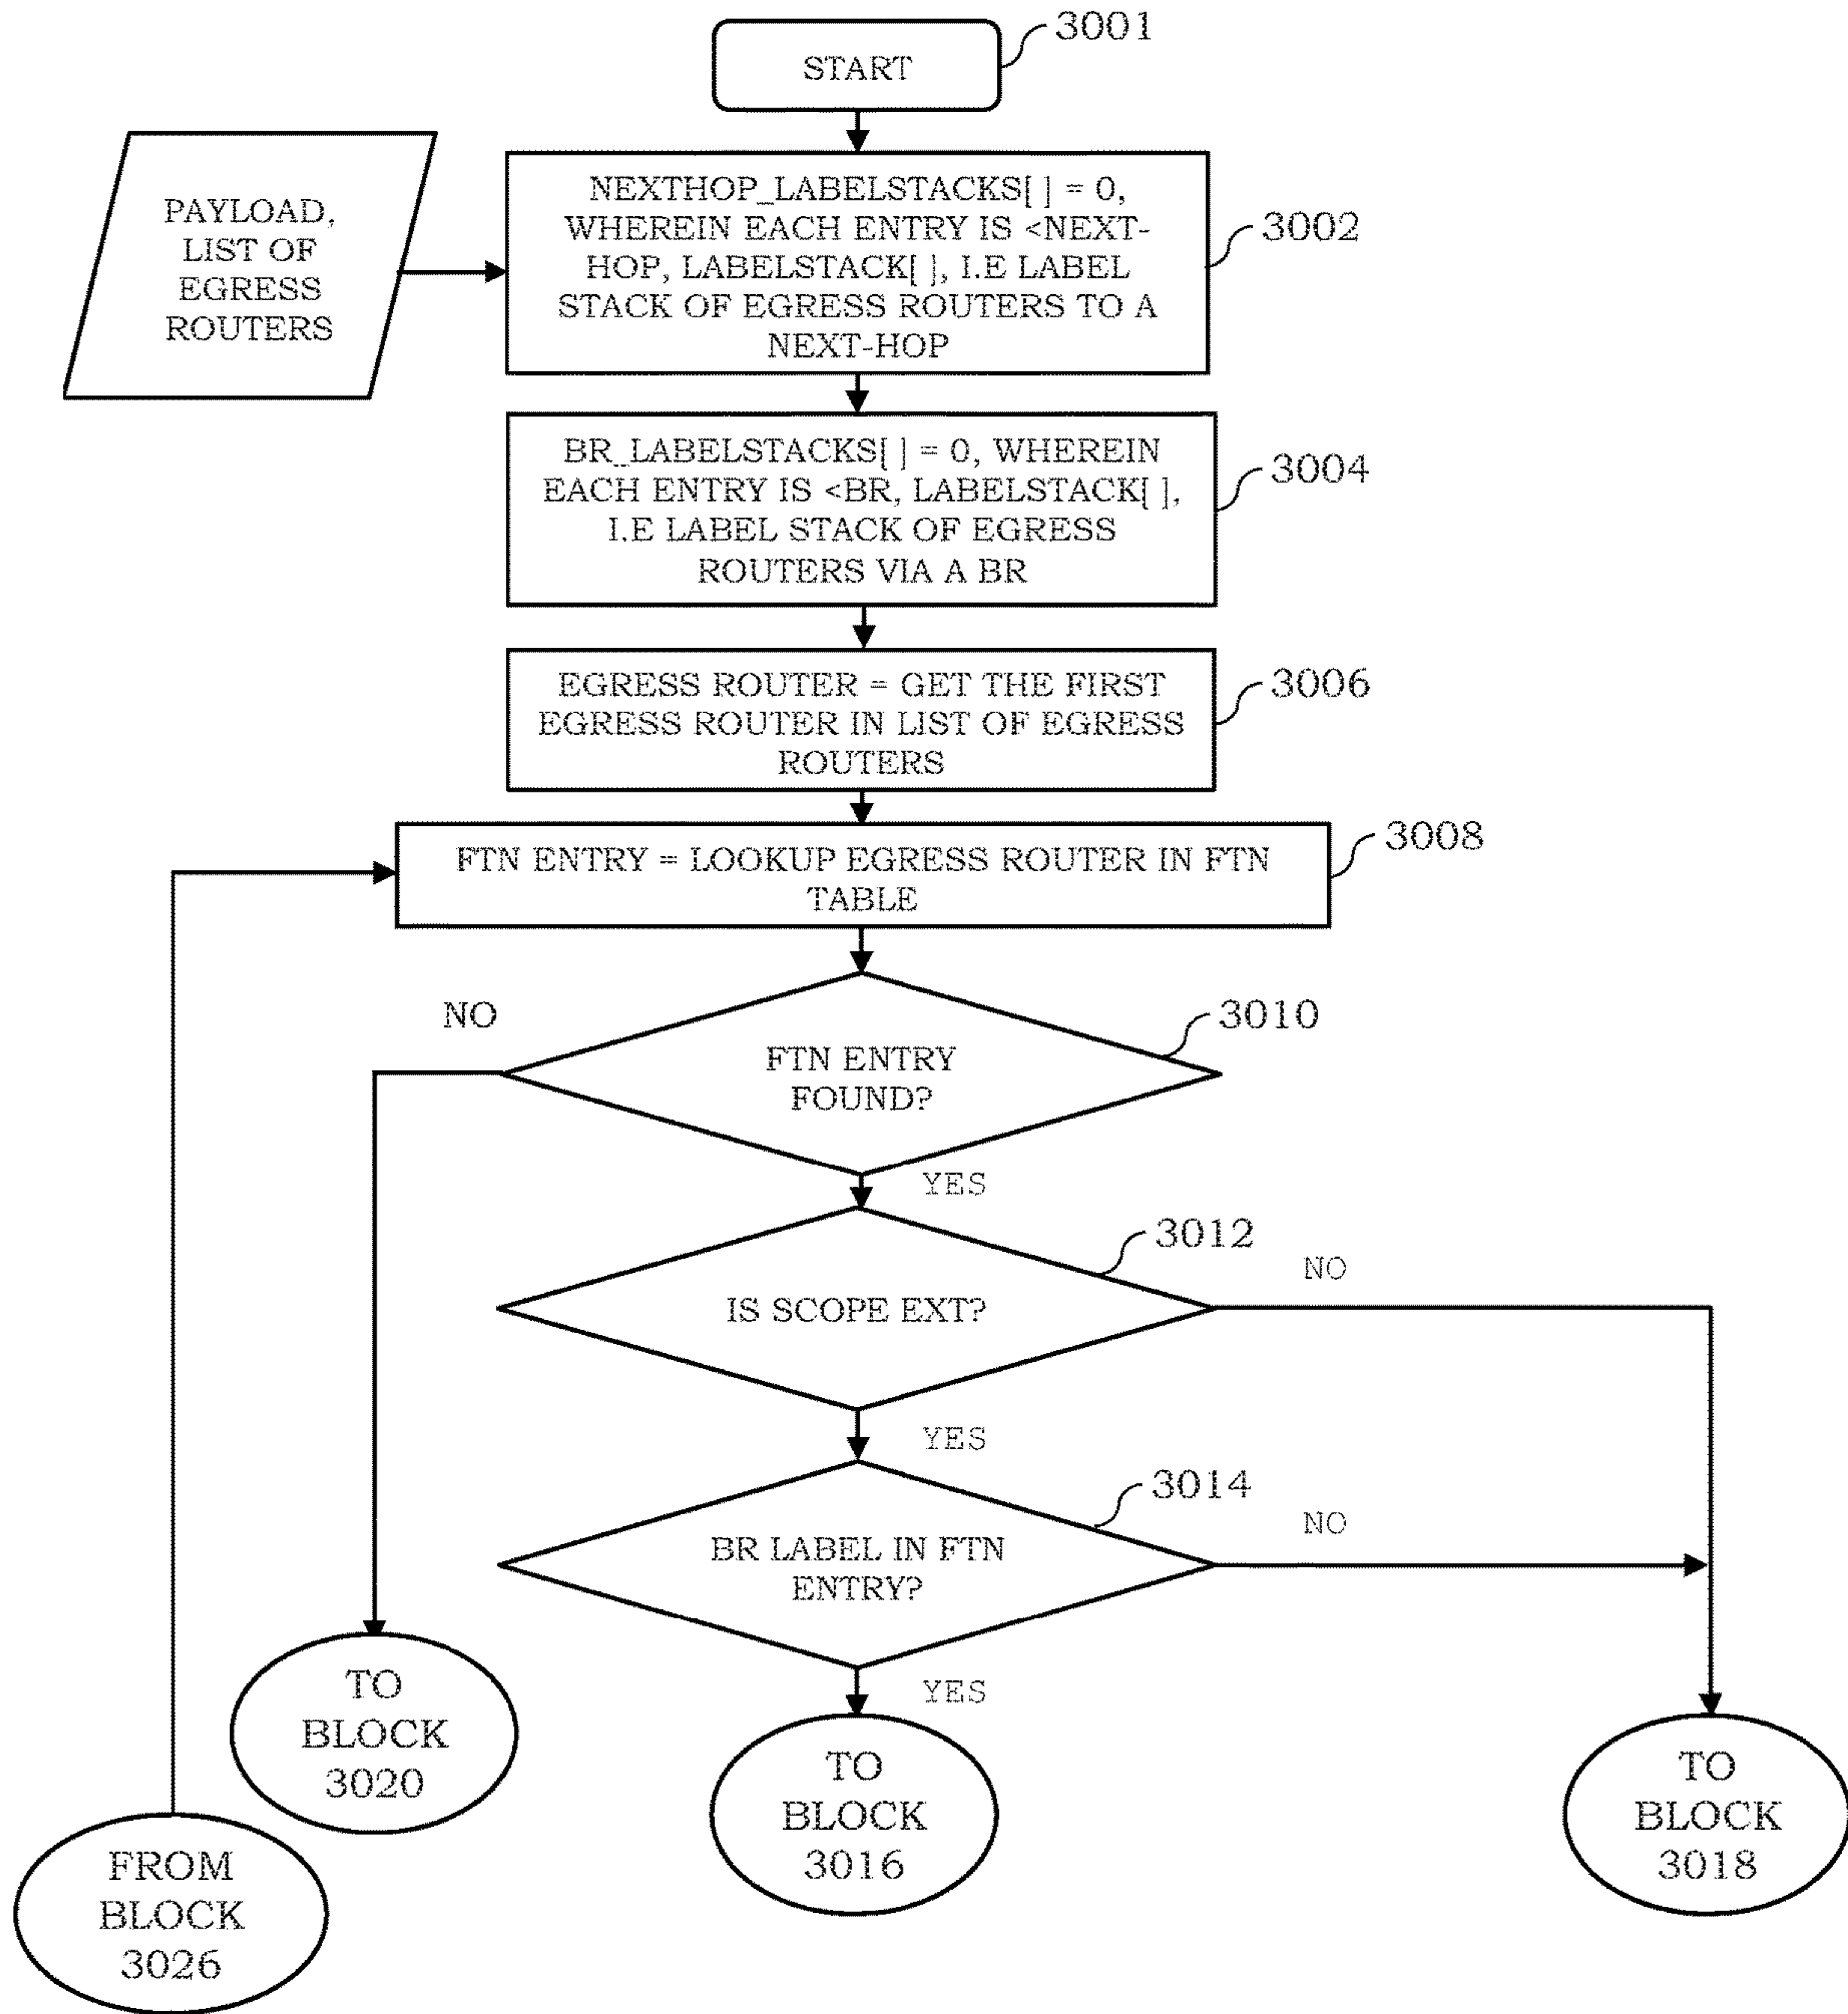 START
3001
PAYLOAD,
LIST OF
EGRESS
ROUTERS
NEXTHOP_LABELSTACKS[ ] = 0,
WHEREIN EACH ENTRY IS <NEXT-
HOP, LABELSTACK[ ], I.E LABEL
STACK OF EGRESS ROUTERS TO A
NEXT-HOP
3002
BR_LABELSTACKS[ ] = 0, WHEREIN
EACH ENTRY IS <BR, LABELSTACK[ ],
I.E LABEL STACK OF EGRESS
ROUTERS VIA A BR
3004
EGRESS ROUTER = GET THE FIRST
EGRESS ROUTER IN LIST OF EGRESS
ROUTERS
3006
FTN ENTRY = LOOKUP EGRESS ROUTER IN FTN
TABLE
3008
NO
FTN ENTRY
FOUND?
3010
YES
IS SCOPE EXT?
3012
NO
YES
BR LABEL IN FTN
ENTRY?
3014
NO
YES
TO
BLOCK
3020
TO
BLOCK
3016
TO
BLOCK
3018
FROM
BLOCK
3026